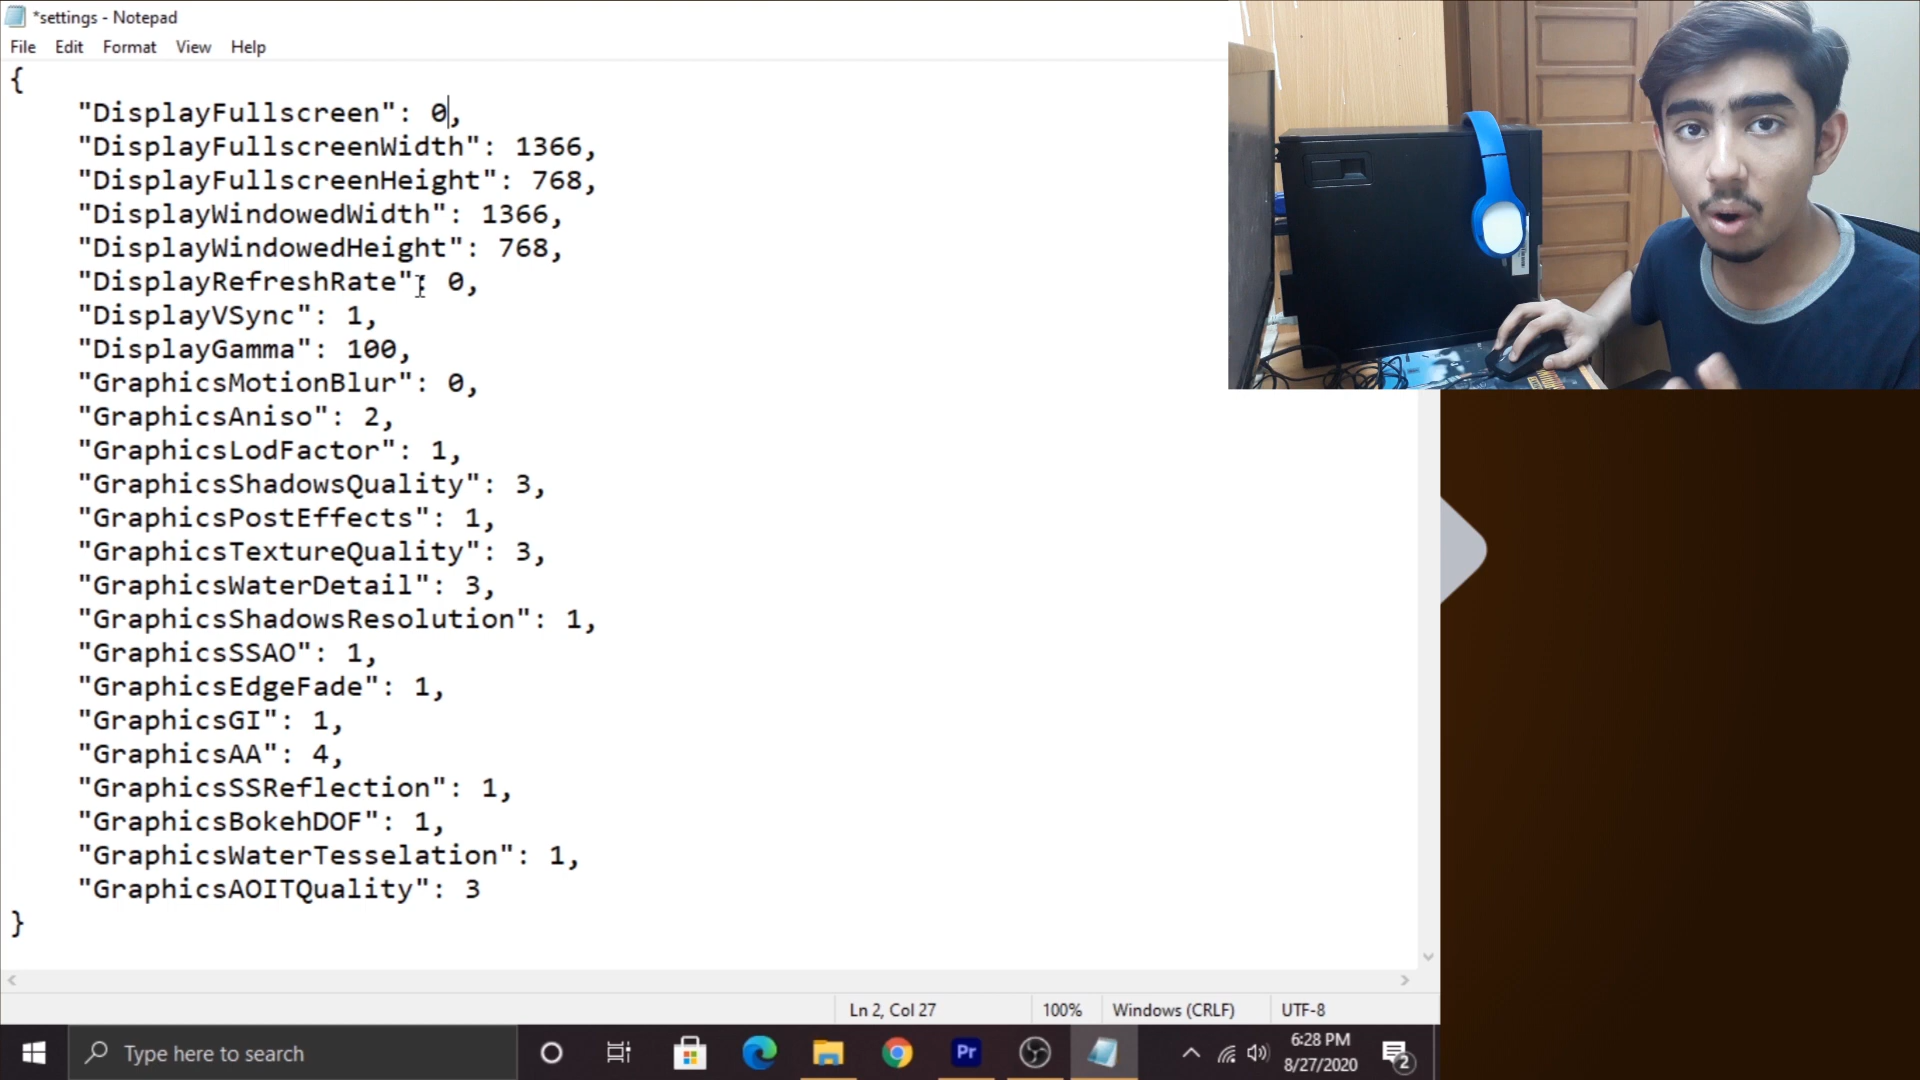 *settings - Notepad
File Edit Format View Help
{
"DisplayFullscreen": 0,
"DisplayFullscreenWidth": 1366,
"DisplayFullscreenHeight": 768,
"DisplayWindowedWidth": 1366,
"DisplayWindowedHeight": 768,
"DisplayRefreshRate": 0,
"DisplayVSync": 1,
"DisplayGamma": 100,
"GraphicsMotionBlur": 0,
"GraphicsAniso": 2,
"GraphicsLodFactor": 1,
"GraphicsShadowsQuality": 3,
"GraphicsPostEffects": 1,
"GraphicsTextureQuality": 3,
"GraphicsWaterDetail": 3,
"GraphicsShadowsResolution": 1,
"GraphicsSSAO": 1,
"GraphicsEdgeFade": 1,
"GraphicsGI": 1,
"GraphicsAA": 4,
"GraphicsSSReflection": 1,
"GraphicsBokehDOF": 1,
"GraphicsWaterTesselation": 1,
"GraphicsAOITQuality": 3
}
Ln 2, Col 27 100% Windows (CRLF) UTF-8
Type here to search
Pr
6:28 PM
8/27/2020
2